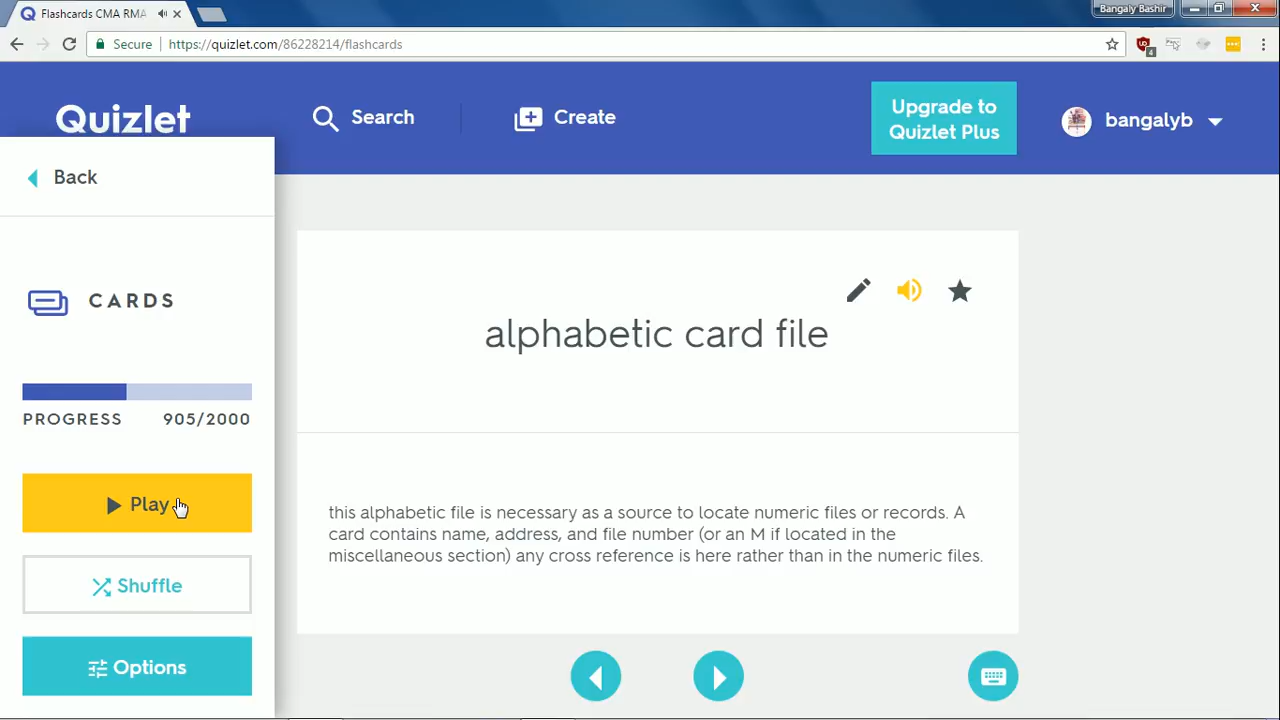 Flashcards CMA RMA
Bangaly Bashir
Secure
https://quizlet.com/86228214/flashcards
4
Quizlet
Search
Create
Upgrade to
Quizlet Plus
bangalyb
Back
CARDS
PROGRESS 905/2000
Play
Shuffle
Options
alphabetic card file
this alphabetic file is necessary as a source to locate numeric files or records. A
card contains name, address, and file number (or an M if located in the
miscellaneous section) any cross reference is here rather than in the numeric files.